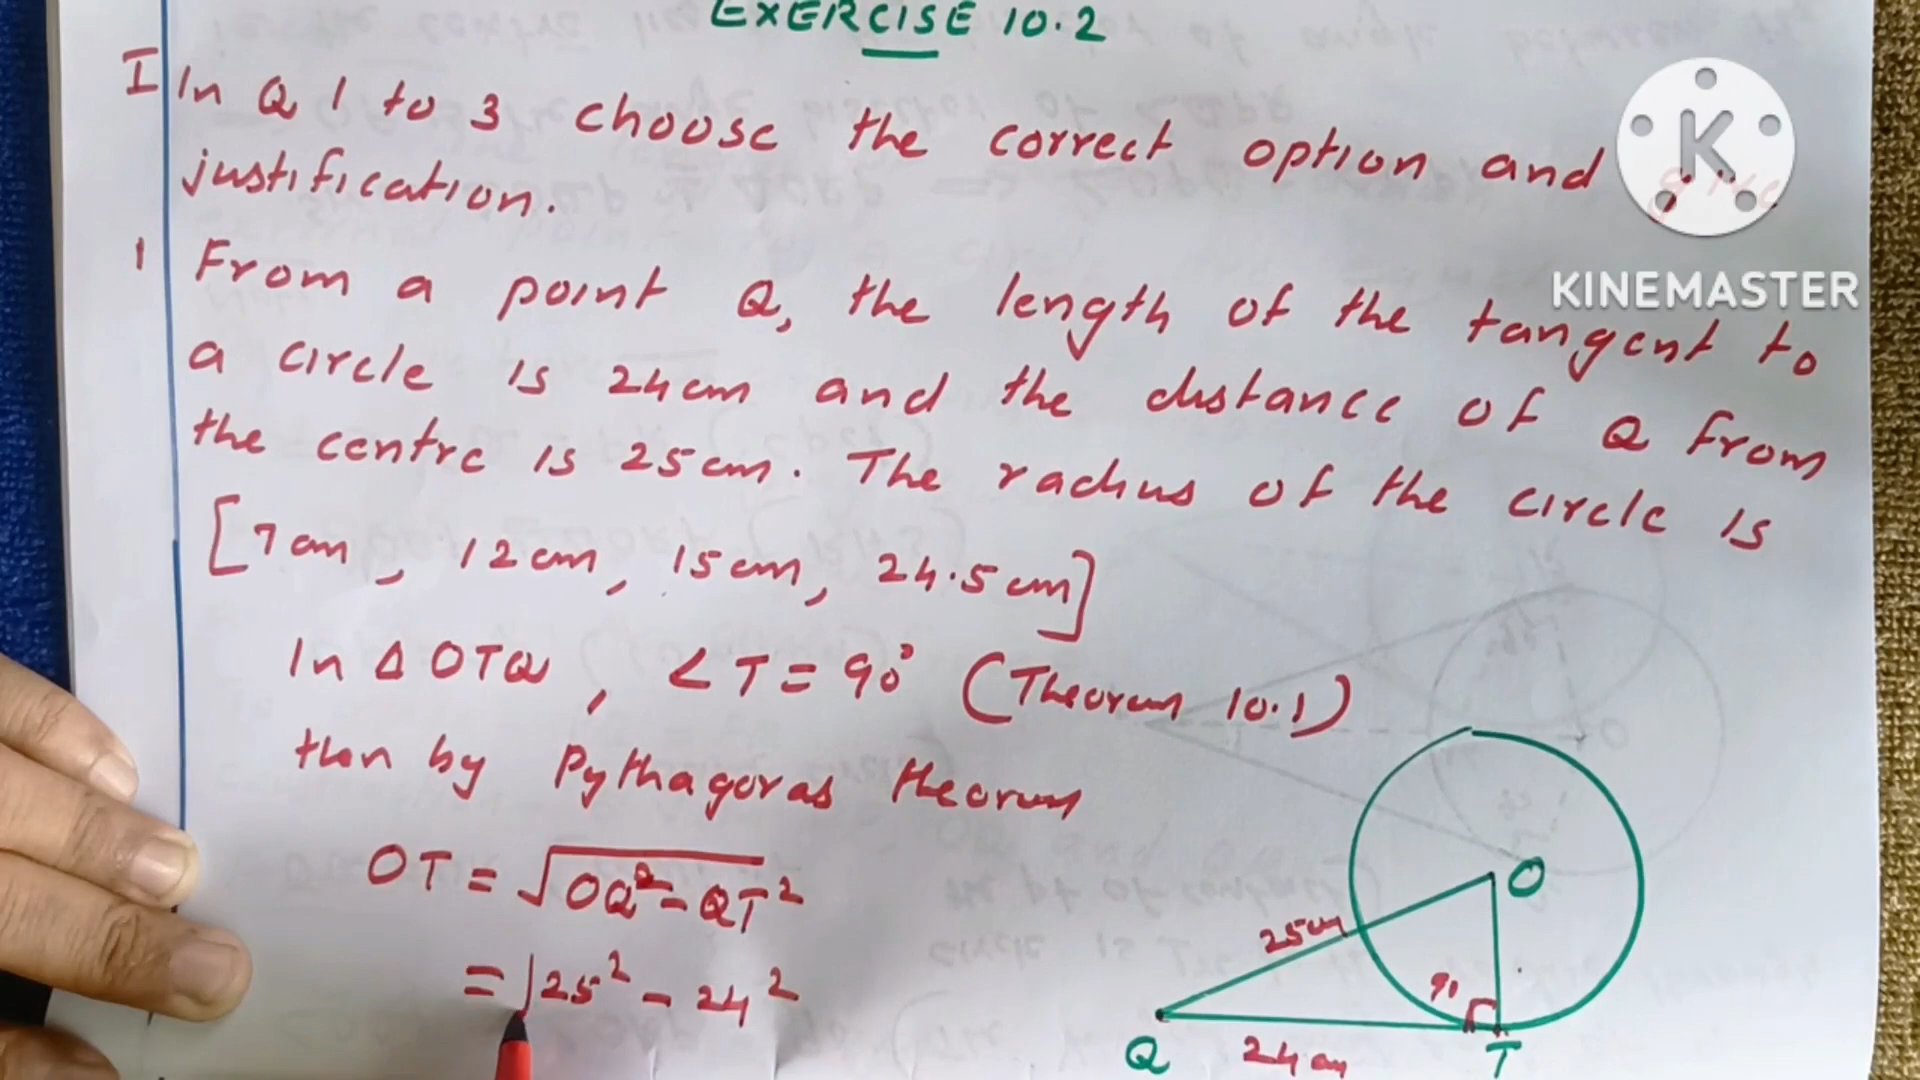 EXERCISE 10.2
I In Q 1 to 3 choose the correct option and give
justification.
1 From a point Q, the length of the tangent to
a circle is 24cm and the distance of Q from
the centre is 25cm. The radius of the circle is
[7cm, 12cm, 15cm, 24.5cm]
In Δ OTQ, ∠T = 90° (Theorem 10.1)
then by Pythagoras theorem
OT = √OQ² - QT²
= √25² - 24²
O
25cm
90
Q 24cm T
K
KINEMASTER